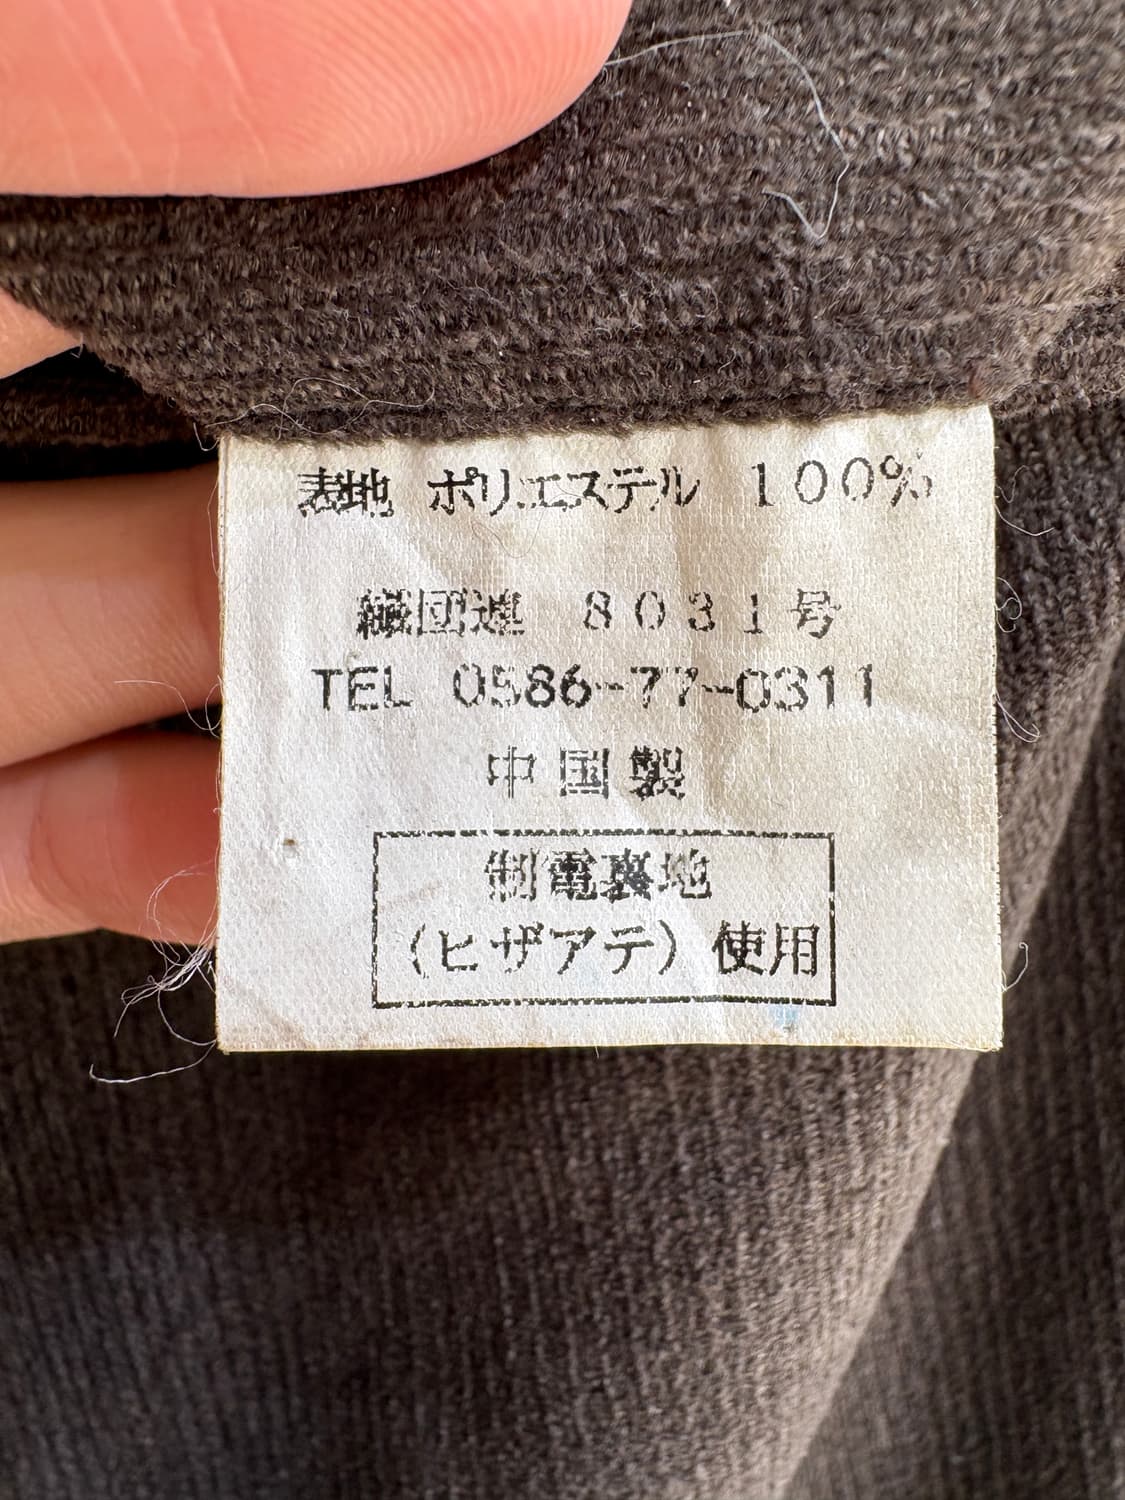 表地 ポリエステル 100%
繊団連 8031号
TEL 0586-77-0311
中国製
制電裏地
(ヒザアテ)使用